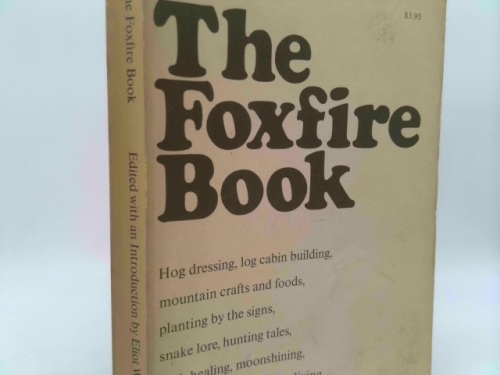 $3.95
The
Foxfire
Book
Hog dressing, log cabin building,
mountain crafts and foods,
planting by the signs,
snake lore, hunting tales,
healing, moonshining,
Foxfire Book
Edited with an Introduction by Eliot